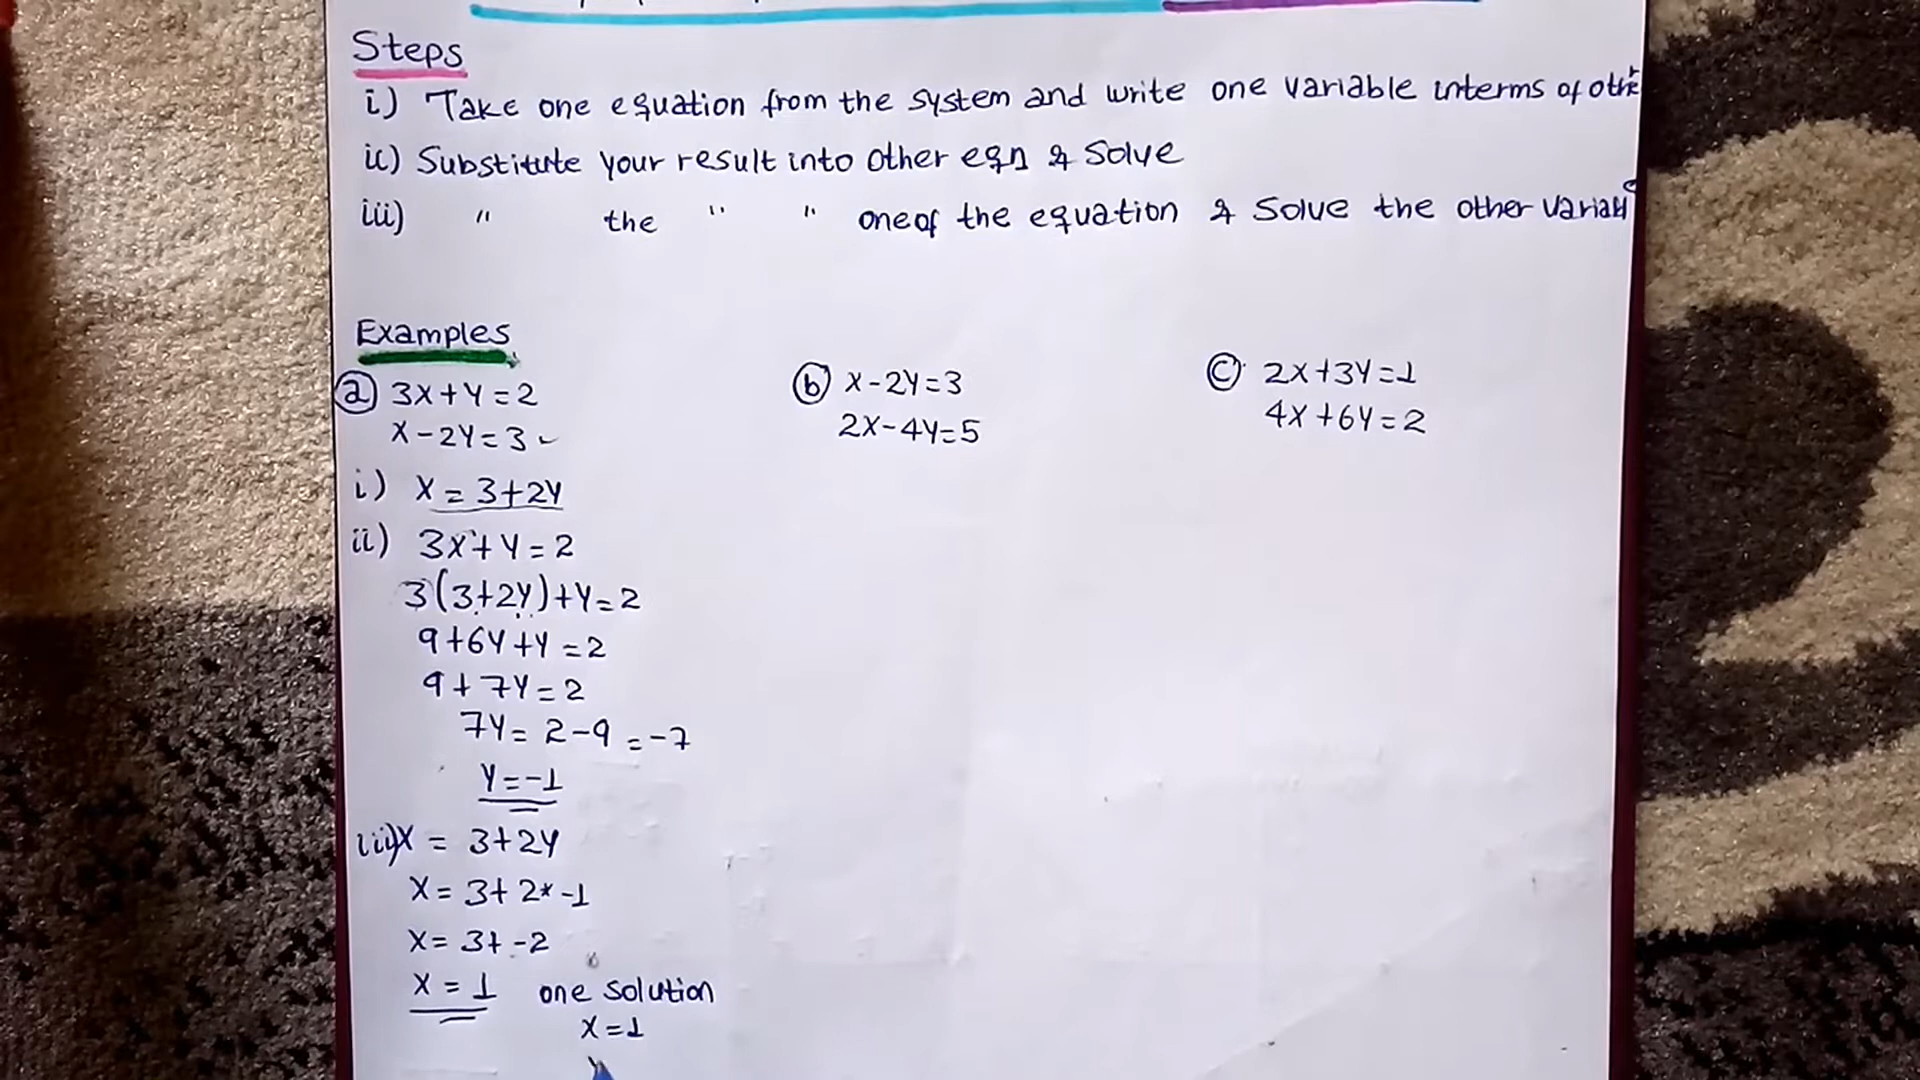 Steps
i) Take one equation from the system and write one variable interms of othe
ii) Substitute your result into other eqn & Solve
iii) " the " " one of the equation & Solve the other Variabl
Examples
ⓐ 3X+Y=2
X-2Y=3
i) X=3+2Y
ii) 3X+Y=2
3(3+2Y)+Y=2
9+6Y+Y=2
9+7Y=2
7Y=2-9=-7
Y=-1
iii) X=3+2Y
X=3+2*-1
X=3+-2
X=1 one solution
X=1
ⓑ X-2Y=3
2X-4Y=5
ⓒ 2X+3Y=1
4X+6Y=2